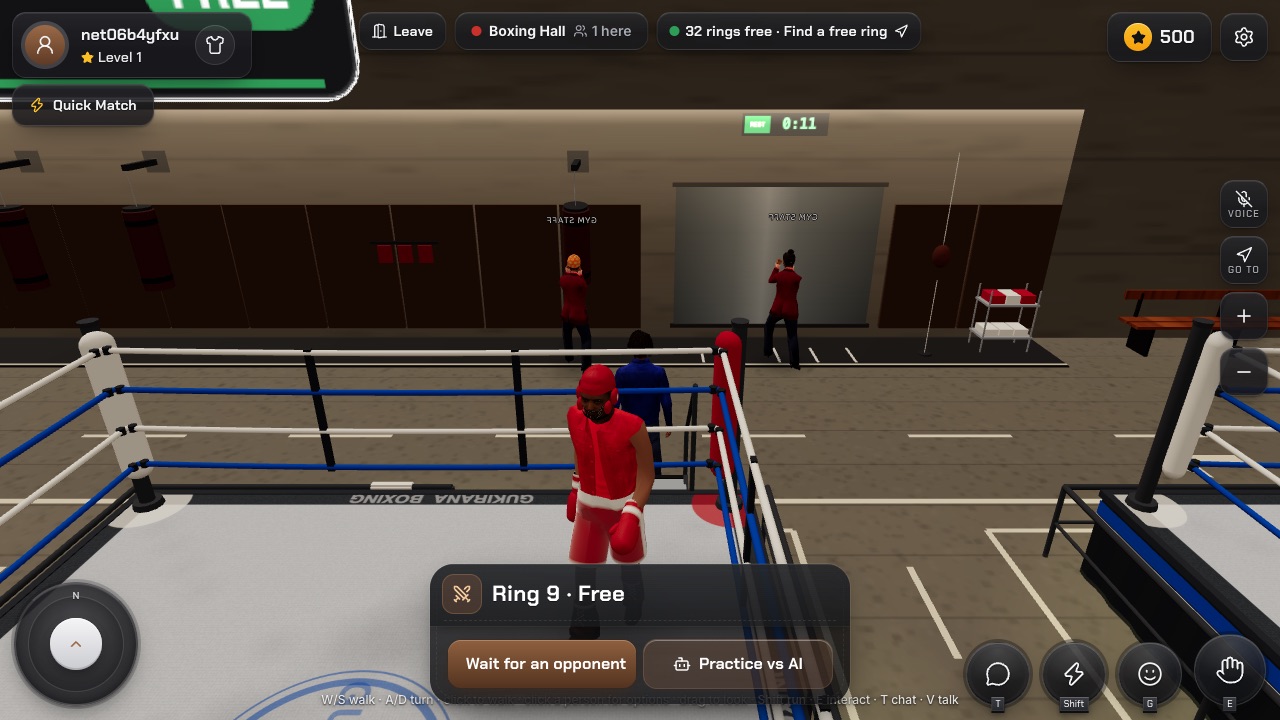 FREE
net06b4yfxu
Level 1
Leave
Boxing Hall 1 here
32 rings free · Find a free ring
500
Quick Match
0:11
GYM STAFF
GYM STAFF
VOICE
GO TO
GUKIRANA BOXING
N
Ring 9 · Free
Wait for an opponent
Practice vs AI
W/S walk · A/D turn
interact · T chat · V talk
T
Shift
G
E